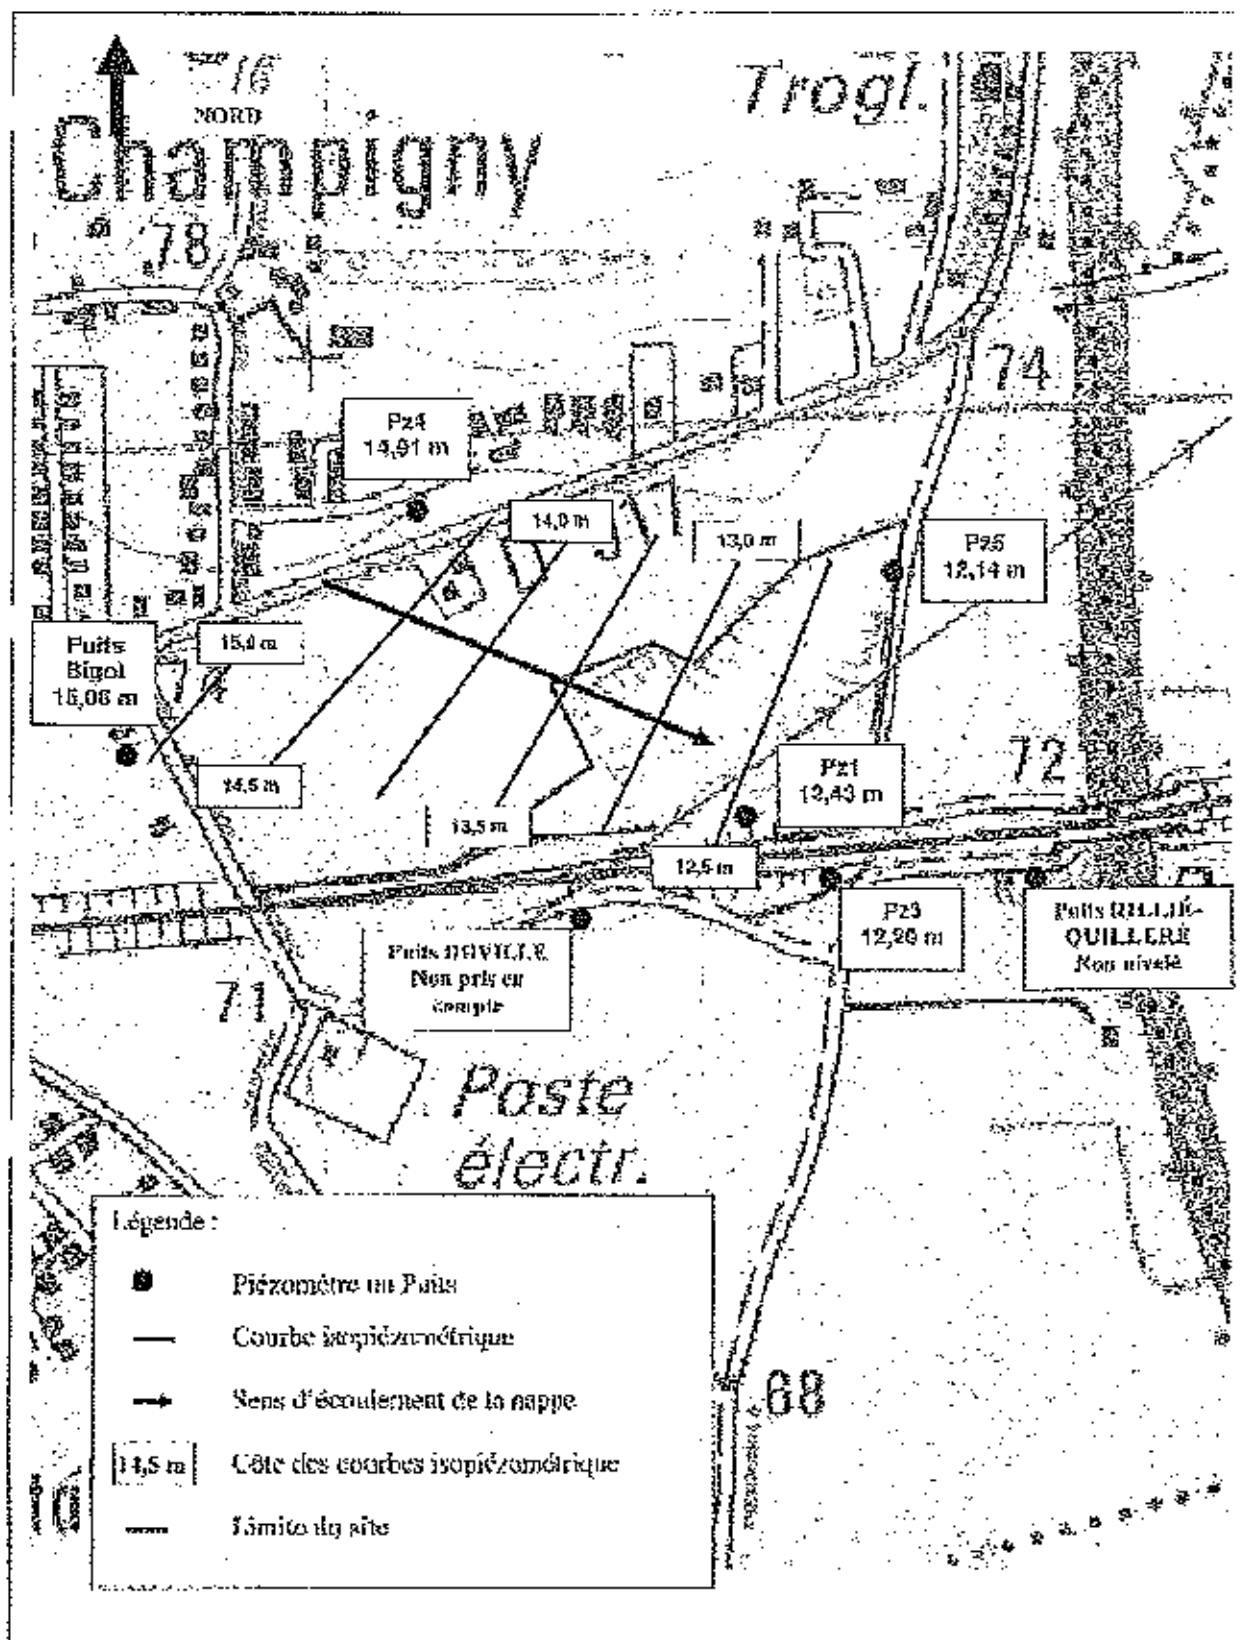 NORD
Champigny
Trogl.
76
78
74
Pz4
14,91 m
14,0 m
13,0 m
Pz5
12,14 m
Puits
Bigol
15,06 m
15,0 m
14,5 m
13,5 m
12,5 m
Pz1
12,43 m
72
Pz3
12,20 m
Non nivelé
Non pris en
compte
71
Poste
électr.
Légende :
Piézomètre ou Puits
Courbe isopiézométrique
Sens d'écoulement de la nappe
14,5 m
Côte des courbes isopiézométrique
Limite du site
68